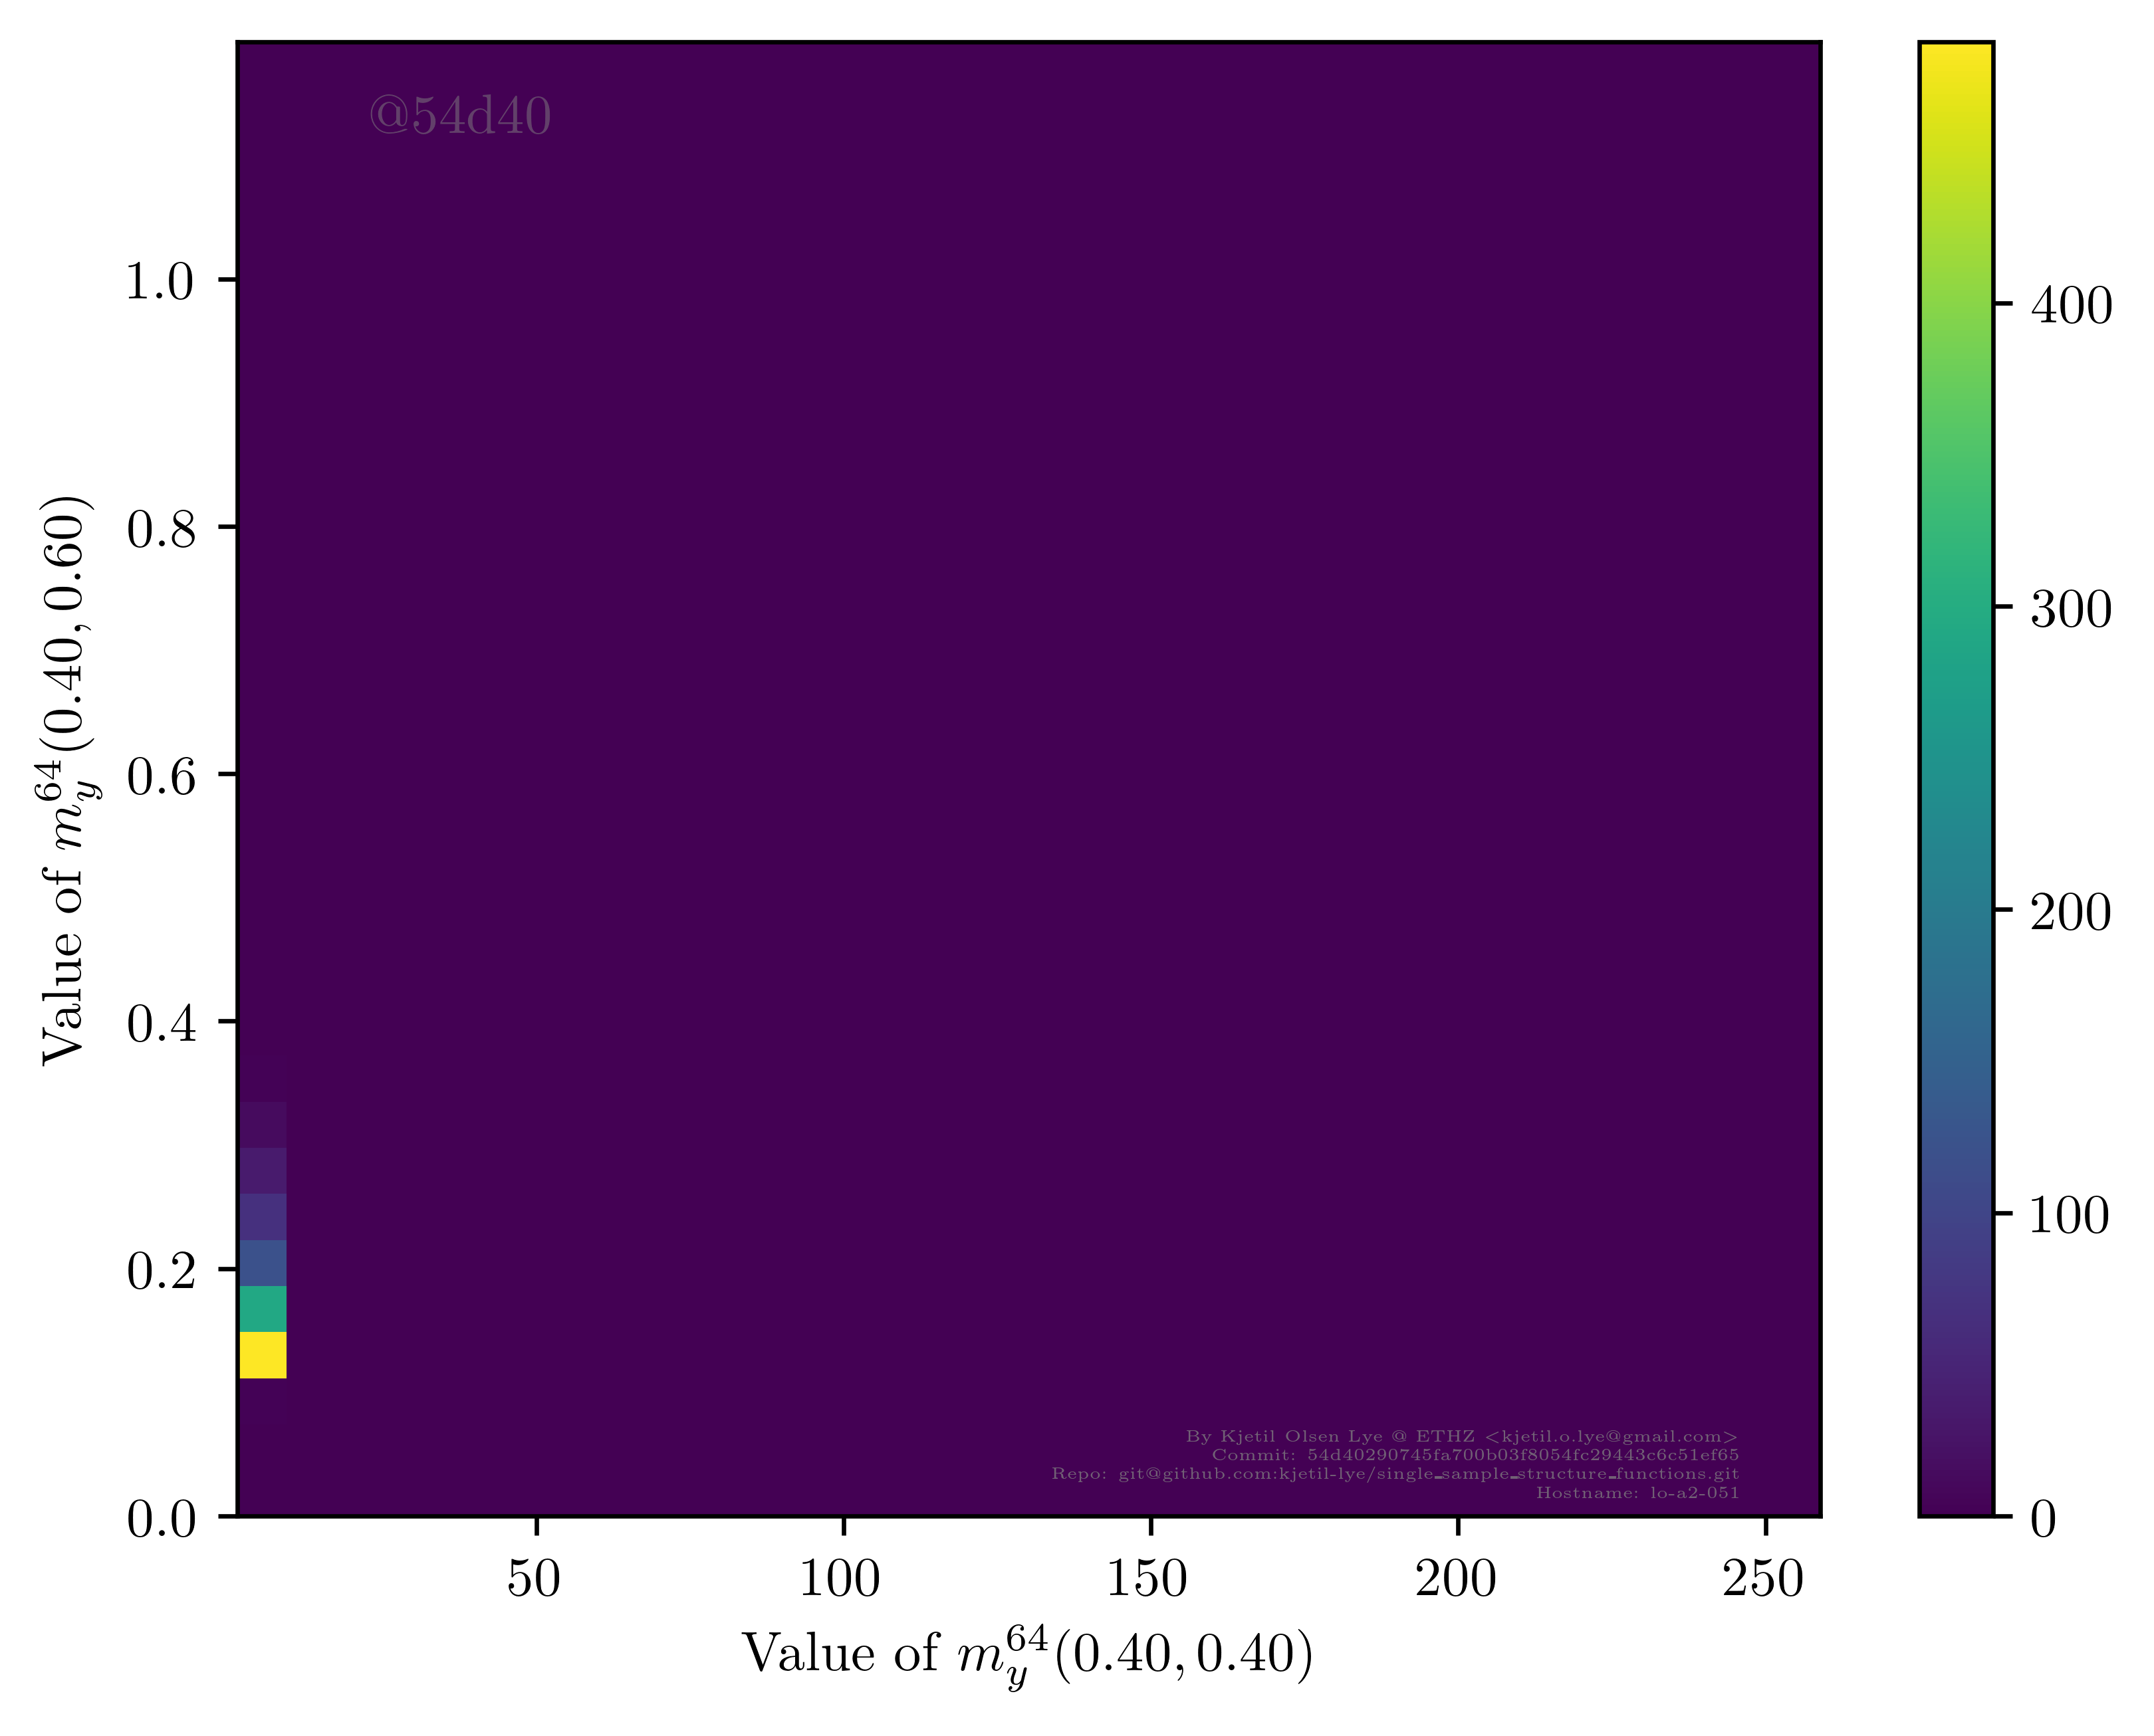 @54d40
1.0
0.8
0.6
0.4
0.2
0.0
Value of $m_y^{64}(0.40, 0.60)$
50 100 150 200 250
Value of $m_y^{64}(0.40, 0.40)$
400
300
200
100
0
By Kjetil Olsen Lye @ ETHZ <kjetil.o.lye@gmail.com>
Commit: 54d40290745fa700b03f8054fc29443c6c51ef65
Repo: git@github.com:kjetil-lye/single_sample_structure_functions.git
Hostname: lo-a2-051